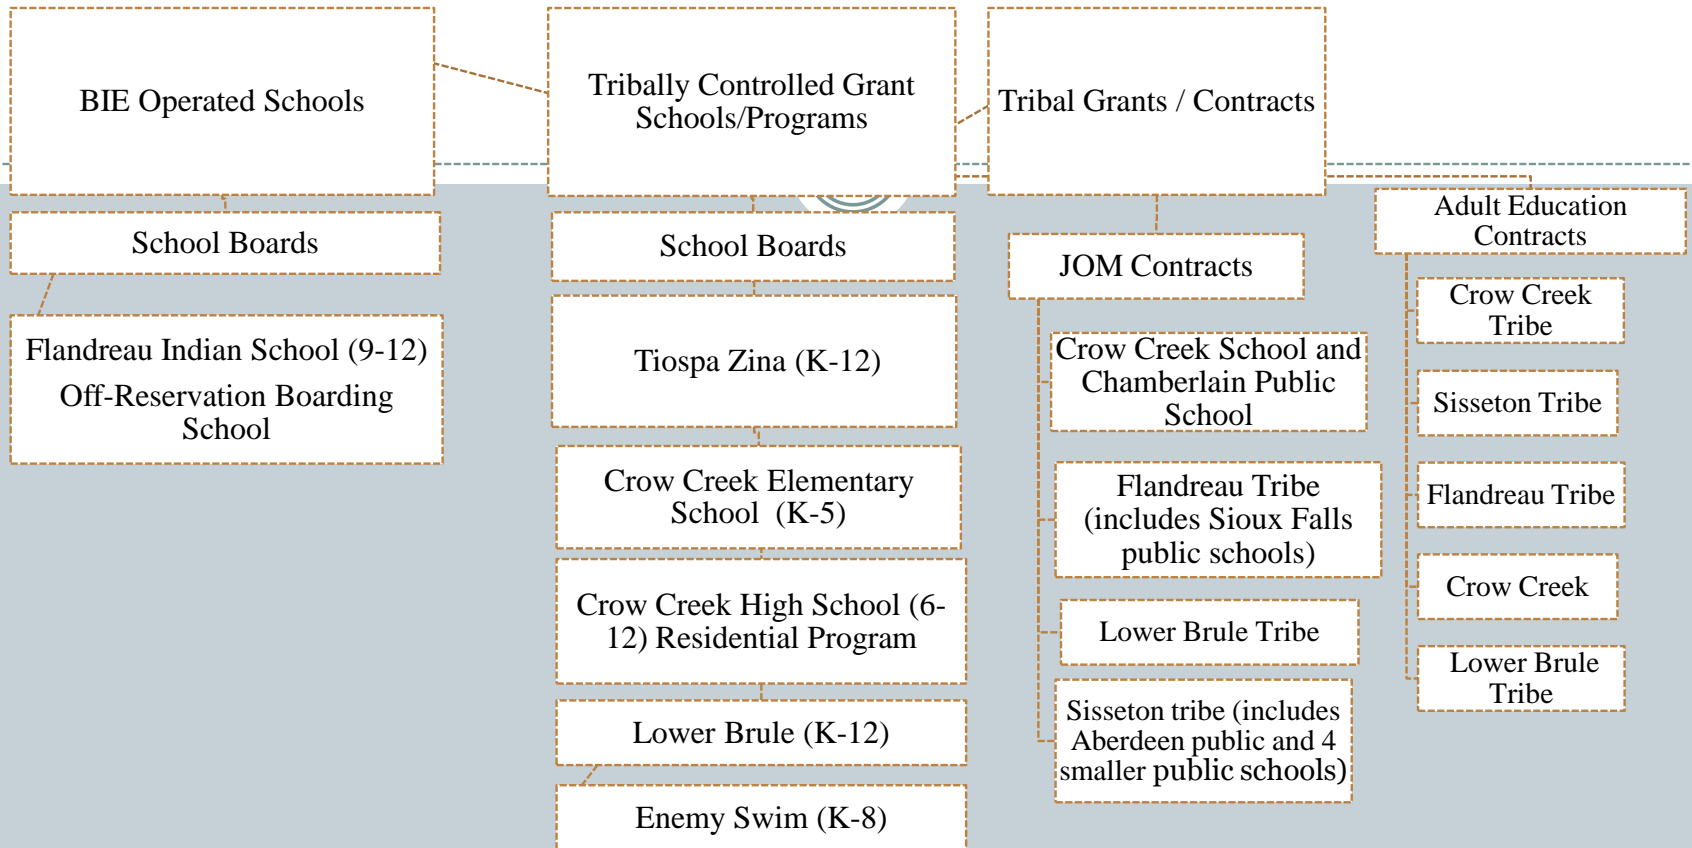 BIE Operated Schools
School Boards
Flandreau Indian School (9-12)
Off-Reservation Boarding
School
Tribally Controlled Grant
Schools/Programs
School Boards
Tiospa Zina (K-12)
Crow Creek Elementary
School (K-5)
Crow Creek High School (6-
12) Residential Program
Lower Brule (K-12)
Enemy Swim (K-8)
Tribal Grants / Contracts
JOM Contracts
Crow Creek School and
Chamberlain Public
School
Flandreau Tribe
(includes Sioux Falls
public schools)
Lower Brule Tribe
Sisseton tribe (includes
Aberdeen public and 4
smaller public schools)
Adult Education
Contracts
Crow Creek
Tribe
Sisseton Tribe
Flandreau Tribe
Crow Creek
Lower Brule
Tribe